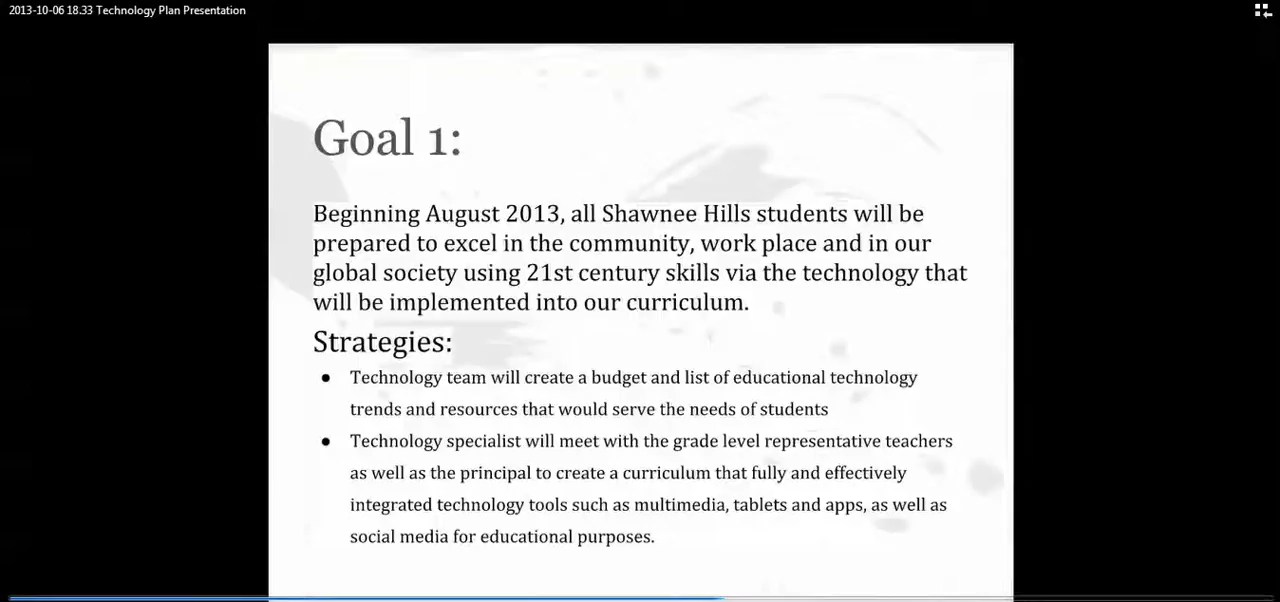 2013-10-06 18.33 Technology Plan Presentation
Goal 1:
Beginning August 2013, all Shawnee Hills students will be
prepared to excel in the community, work place and in our
global society using 21st century skills via the technology that
will be implemented into our curriculum.
Strategies:
● Technology team will create a budget and list of educational technology
trends and resources that would serve the needs of students
● Technology specialist will meet with the grade level representative teachers
as well as the principal to create a curriculum that fully and effectively
integrated technology tools such as multimedia, tablets and apps, as well as
social media for educational purposes.